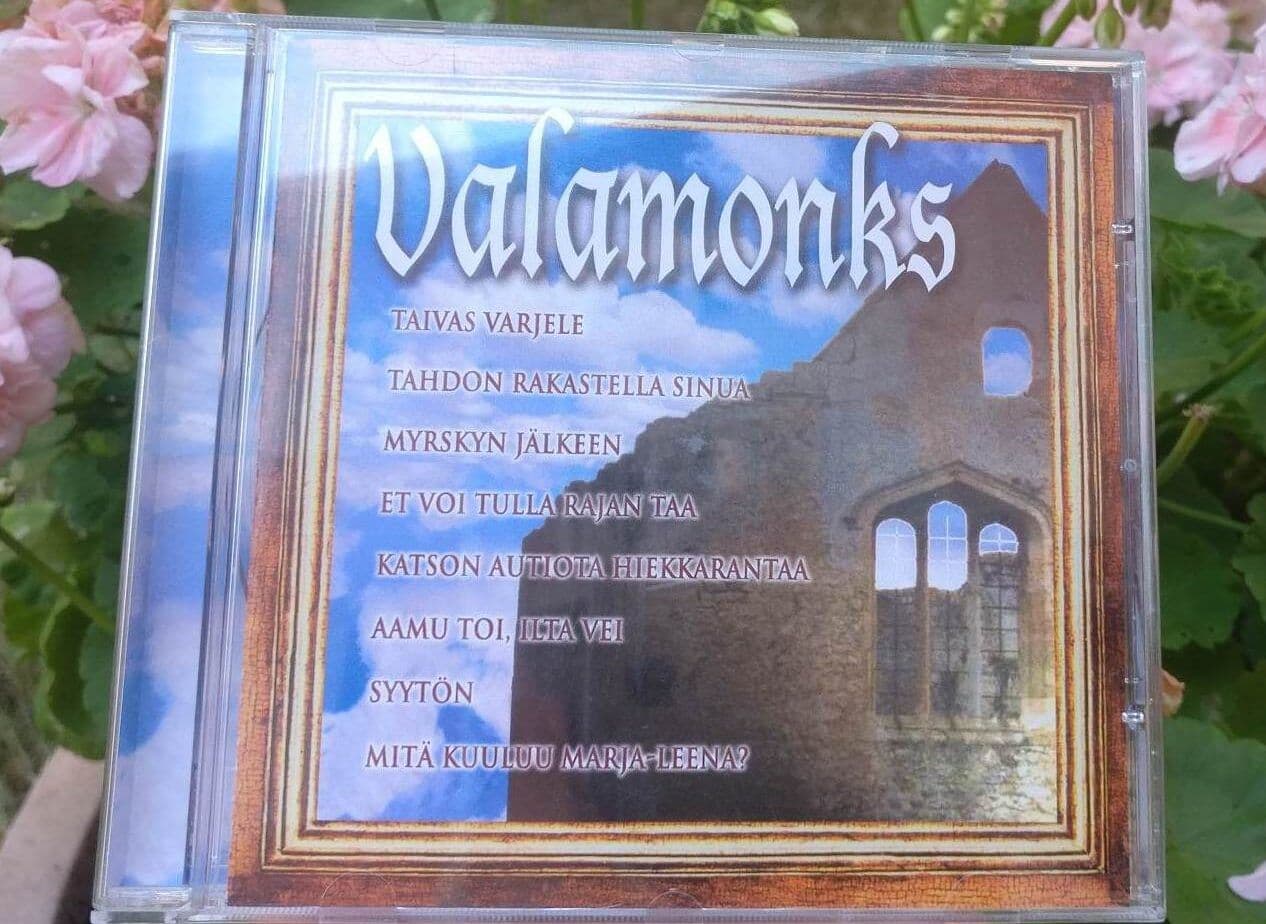 Valamonks
TAIVAS VARJELE
TAHDON RAKASTELLA SINUA
MYRSKYN JÄLKEEN
ET VOI TULLA RAJAN TAA
KATSON AUTIOTA HIEKKARANTAA
AAMU TOI, ILTA VEI
SYYTÖN
MITÄ KUULUU MARJA-LEENA?